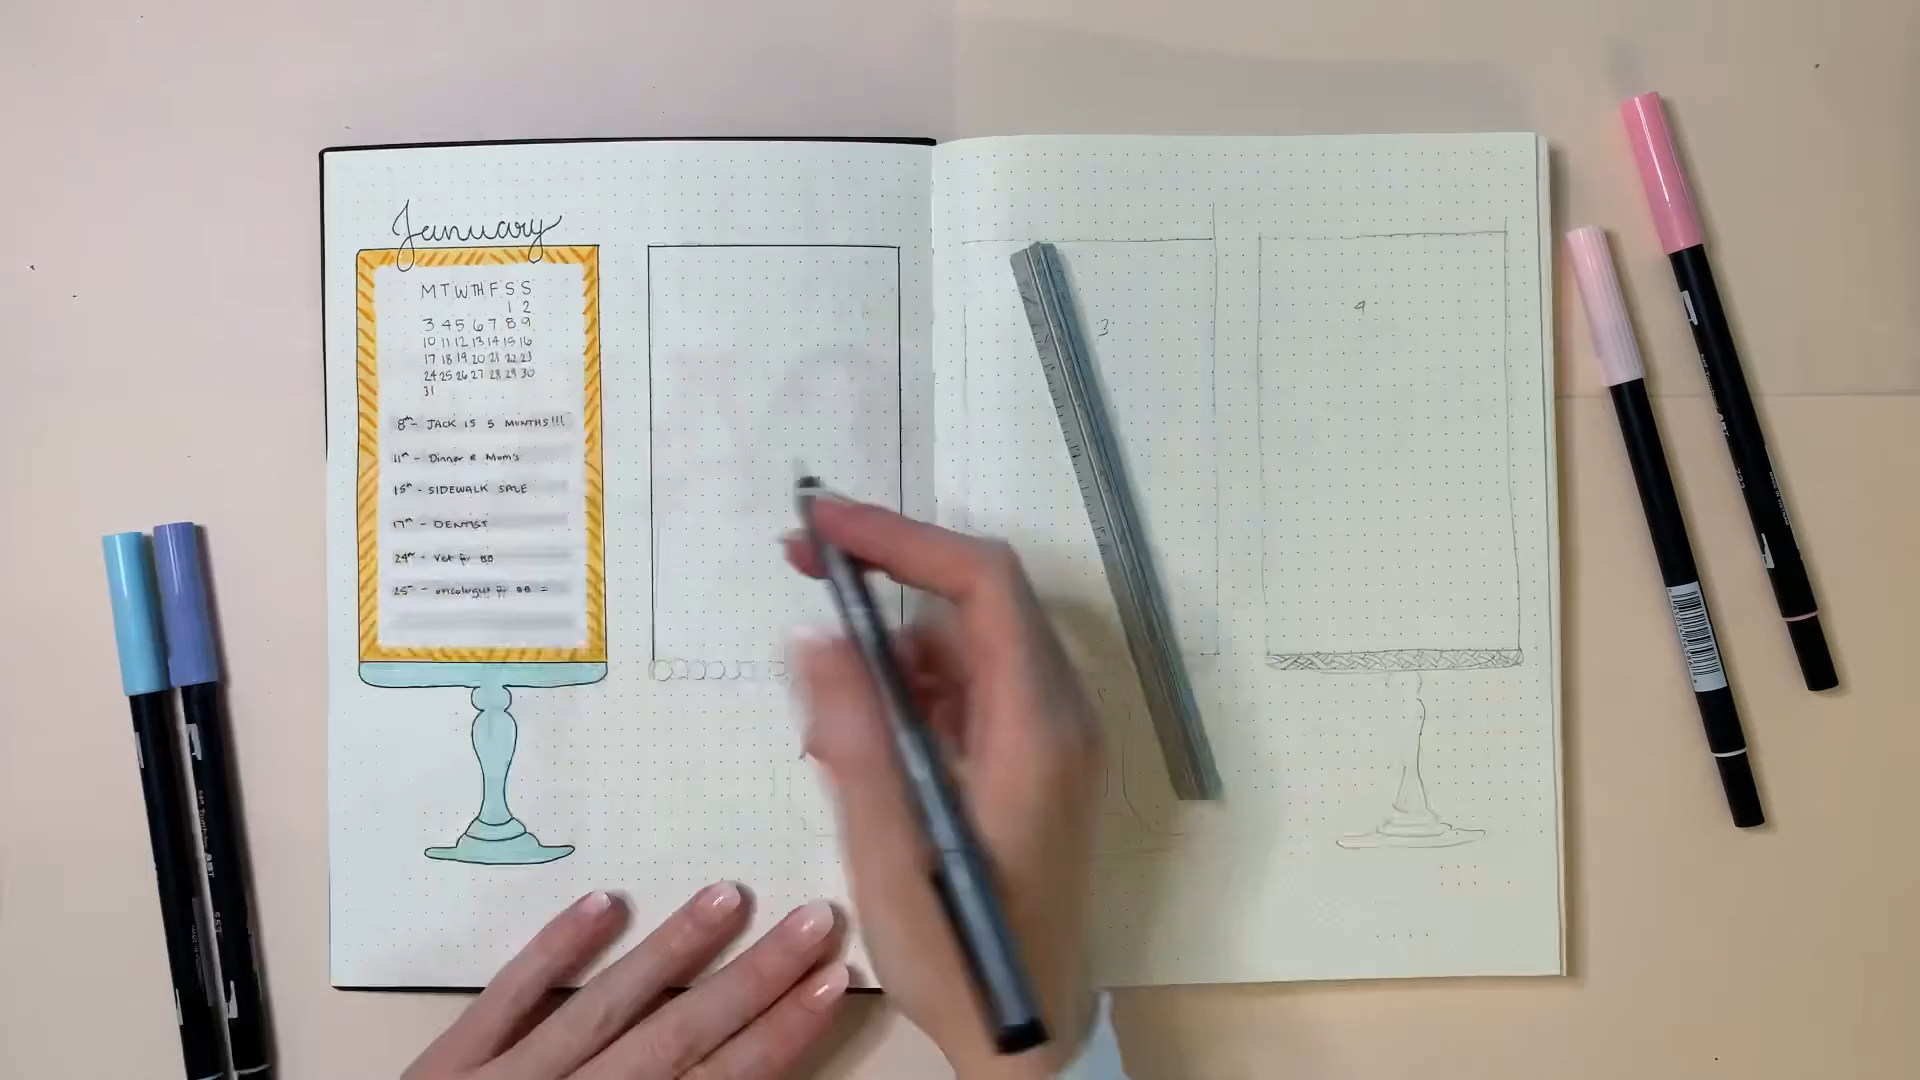 January
M T W TH F S S
1 2
3 4 5 6 7 8 9
10 11 12 13 14 15 16
17 18 19 20 21 22 23
24 25 26 27 28 29 30
31
8th - JACK IS 5 MONTHS!!!
11th - Dinner @ Mom's
15th - SIDEWALK SALE
17th - DENTIST
24th - Vet for BB
25th - oncologist for BB =
3
4